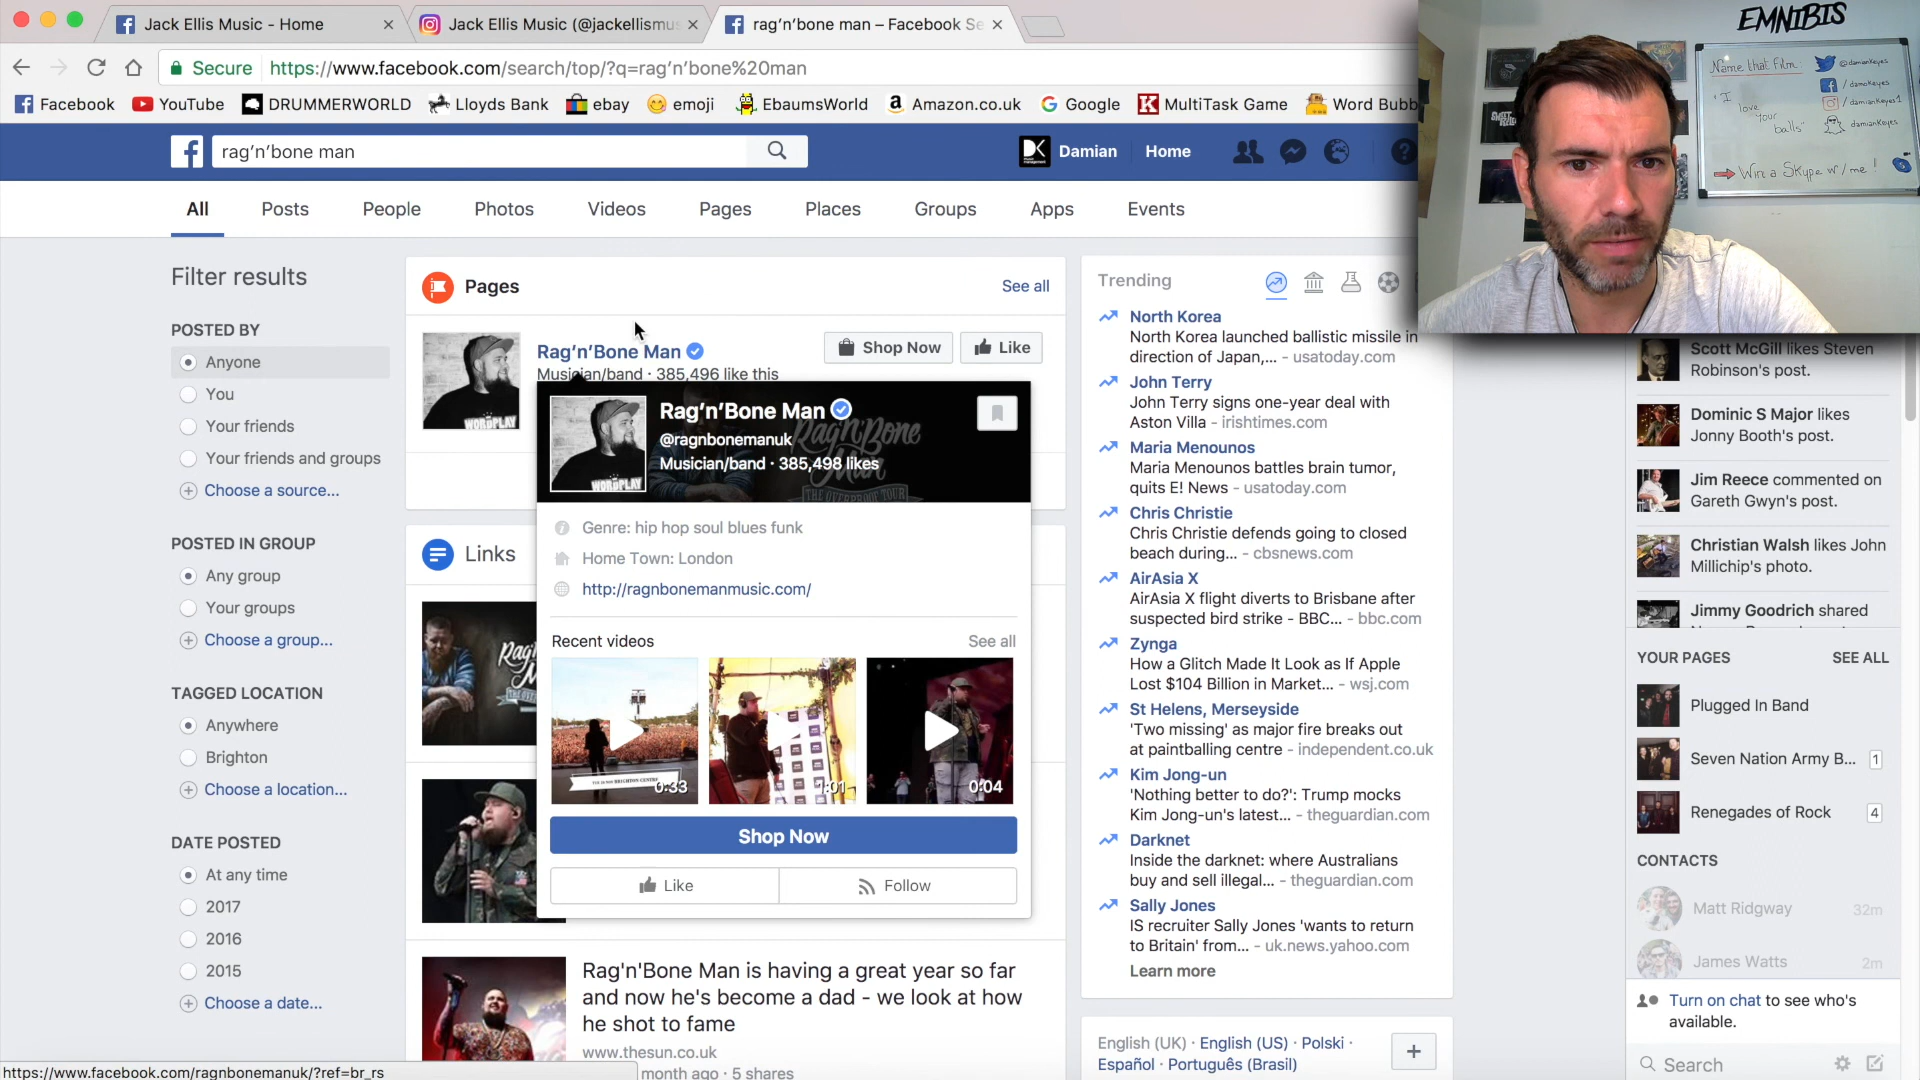 Jack Ellis Music - Home
Jack Ellis Music (@jackellismus
rag’n’bone man – Facebook Se
Secure https://www.facebook.com/search/top/?q=rag’n’bone%20man
Facebook YouTube DRUMMERWORLD Lloyds Bank ebay emoji EbaumsWorld Amazon.co.uk Google MultiTask Game Word Bubb
rag’n’bone man
Damian Home
All Posts People Photos Videos Pages Places Groups Apps Events
Filter results
POSTED BY
Anyone
You
Your friends
Your friends and groups
Choose a source...
POSTED IN GROUP
Any group
Your groups
Choose a group...
TAGGED LOCATION
Anywhere
Brighton
Choose a location...
DATE POSTED
At any time
2017
2016
2015
Choose a date...
Pages See all
WORDPLAY
Rag’n’Bone Man
Musician/band · 385,496 like this
Shop Now Like
Rag’n’Bone Man
@ragnbonemanuk
Musician/band · 385,498 likes
Rag'n'Bone
Man
THE OVERPROOF TOUR
WORDPLAY
Genre: hip hop soul blues funk
Home Town: London
http://ragnbonemanmusic.com/
Recent videos See all
BRIGHTON CENTRE
0:33 1:01 0:04
Shop Now
Like Follow
Links
Rag'n'Bone Man is having a great year so far
and now he's become a dad - we look at how
he shot to fame
www.thesun.co.uk
month ago · 5 shares
https://www.facebook.com/ragnbonemanuk/?ref=br_rs
Trending
North Korea
North Korea launched ballistic missile in
direction of Japan,... - usatoday.com
John Terry
John Terry signs one-year deal with
Aston Villa - irishtimes.com
Maria Menounos
Maria Menounos battles brain tumor,
quits E! News - usatoday.com
Chris Christie
Chris Christie defends going to closed
beach during... - cbsnews.com
AirAsia X
AirAsia X flight diverts to Brisbane after
suspected bird strike - BBC... - bbc.com
Zynga
How a Glitch Made It Look as If Apple
Lost $104 Billion in Market... - wsj.com
St Helens, Merseyside
'Two missing' as major fire breaks out
at paintballing centre - independent.co.uk
Kim Jong-un
'Nothing better to do?': Trump mocks
Kim Jong-un's latest... - theguardian.com
Darknet
Inside the darknet: where Australians
buy and sell illegal... - theguardian.com
Sally Jones
IS recruiter Sally Jones 'wants to return
to Britain' from... - uk.news.yahoo.com
Learn more
English (UK) · English (US) · Polski ·
Español · Português (Brasil)
EMNIBIS
Name that Film:
"I
love
your
balls"
@damiankeyes
/damokeyes
/damiankeyes1
damiankeyes
Win a Skype w/me!
Scott McGill likes Steven
Robinson's post.
Dominic S Major likes
Jonny Booth's post.
Jim Reece commented on
Gareth Gwyn's post.
Christian Walsh likes John
Millichip's photo.
Jimmy Goodrich shared
YOUR PAGES SEE ALL
Plugged In Band
Seven Nation Army B... 1
Renegades of Rock 4
CONTACTS
Matt Ridgway 32m
James Watts 2m
Turn on chat to see who's
available.
Search